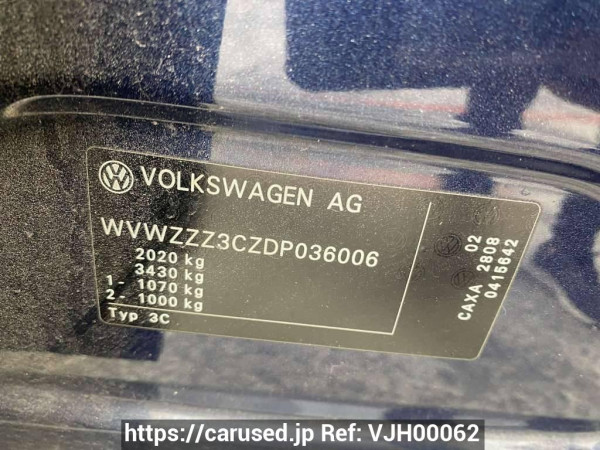 VOLKSWAGEN AG
WVWZZZ3CZDP036006
2020 kg
3430 kg
1 - 1070 kg
2 - 1000 kg
Typ 3C
02
CAXA 2808
0415642
https://carused.jp Ref: VJH00062